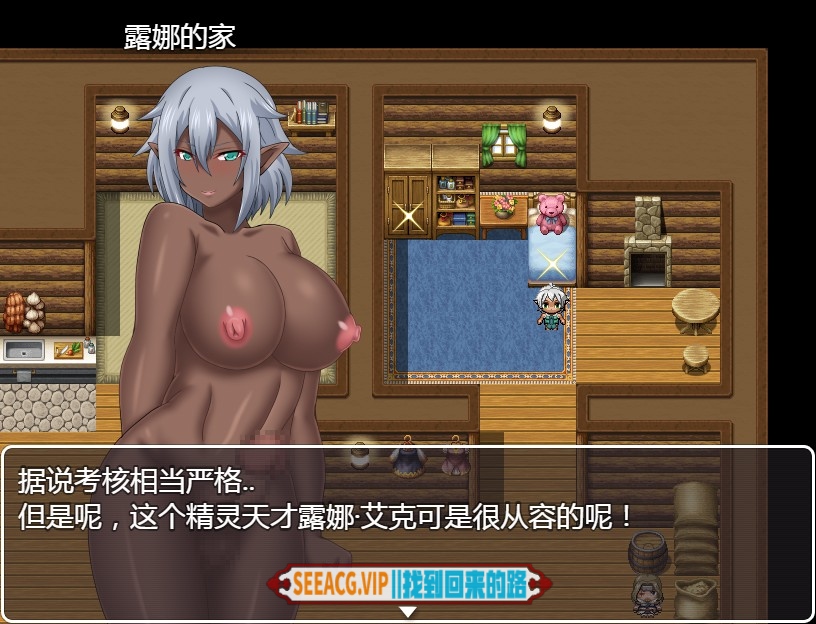 露娜的家
据说考核相当严格..
但是呢，这个精灵天才露娜·艾克可是很从容的呢！
SEEACG.VIP||找到回来的路